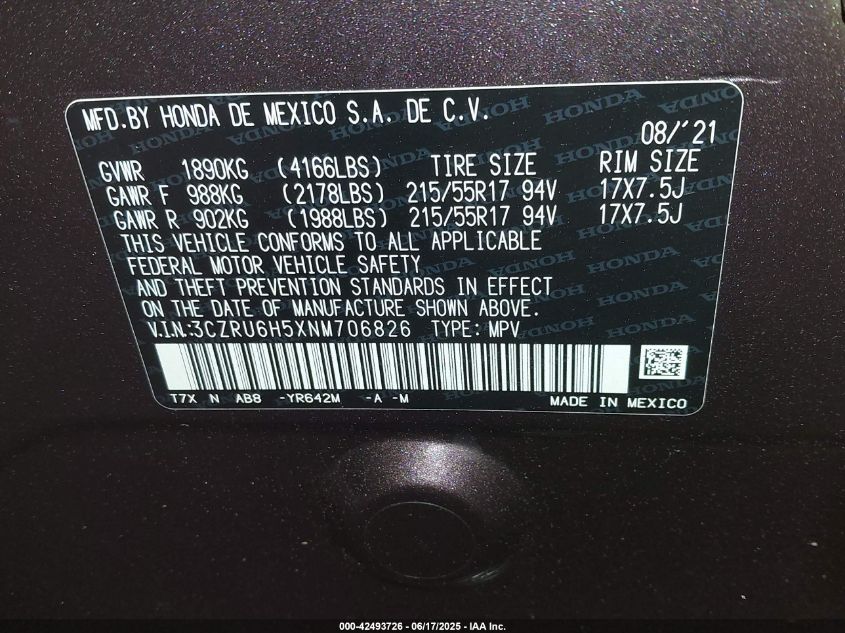 MFD.BY HONDA DE MEXICO S.A. DE C.V.
08/'21
GVWR 1890KG (4166LBS) TIRE SIZE RIM SIZE
GAWR F 988KG (2178LBS) 215/55R17 94V 17X7.5J
GAWR R 902KG (1988LBS) 215/55R17 94V 17X7.5J
THIS VEHICLE CONFORMS TO ALL APPLICABLE
FEDERAL MOTOR VEHICLE SAFETY
AND THEFT PREVENTION STANDARDS IN EFFECT
ON THE DATE OF MANUFACTURE SHOWN ABOVE.
V.I.N.:3CZRU6H5XNM706826 TYPE: MPV
T7X N AB8 -YR642M -A -M MADE IN MEXICO
000-42493726 - 06/17/2025 - IAA Inc.